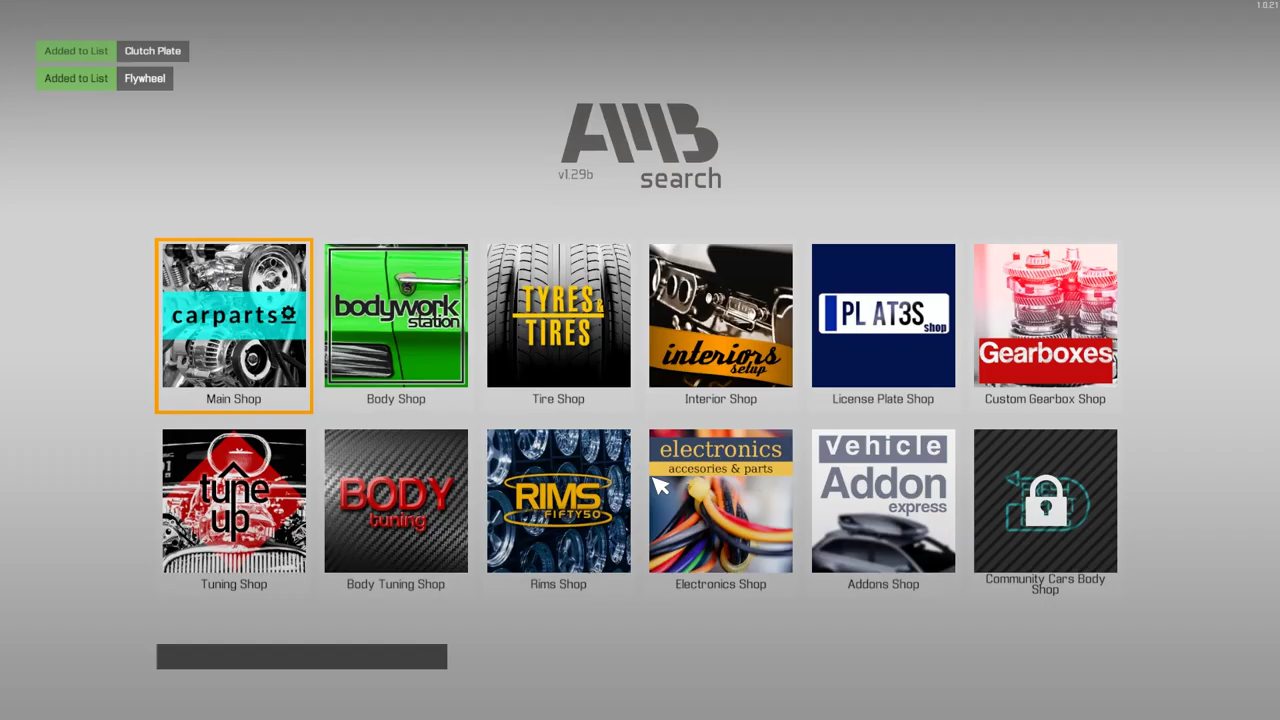 1.0.21
Added to List Clutch Plate
Added to List Flywheel
AMB
v1.29b
search
carparts
bodywork
station
TYRES&
TIRES
interiors
setup
PL AT3S
shop
Gearboxes
Main Shop
Body Shop
Tire Shop
Interior Shop
License Plate Shop
Custom Gearbox Shop
tune
up
BODY
tuning
RIMS
FIFTY50
electronics
accesories & parts
vehicle
Addon
express
Tuning Shop
Body Tuning Shop
Rims Shop
Electronics Shop
Addons Shop
Community Cars Body
Shop